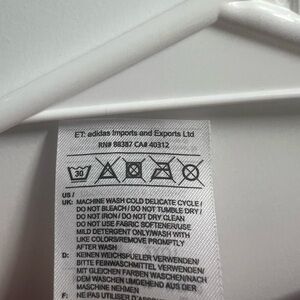 ET: adidas Imports and Exports Ltd
RN# 88387 CA# 40312
30
US /
UK: MACHINE WASH COLD DELICATE CYCLE /
DO NOT BLEACH / DO NOT TUMBLE DRY /
DO NOT IRON / DO NOT DRY CLEAN
DO NOT USE FABRIC SOFTENER/USE
MILD DETERGENT ONLY/WASH WITH
LIKE COLORS/REMOVE PROMPTLY
AFTER WASH
D: KEINEN WEICHSPUELER VERWENDEN/
BITTE FEINWASCHMITTEL VERWENDEN/
MIT GLEICHEN FARBEN WASCHEN/NACH
DEM WASCHEN UMGEHEND AUS DER
MASCHINE NEHMEN
F: NE PAS UTILISER